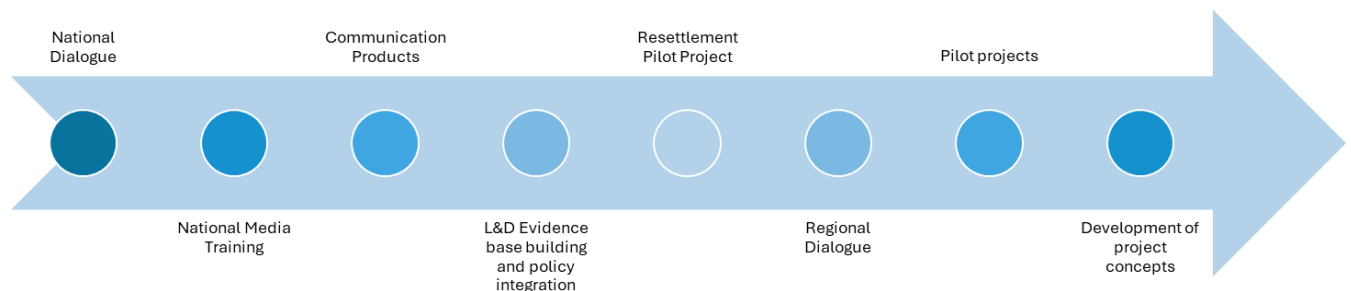 National
Dialogue
National Media
Training
Communication
Products
L&D Evidence
base building
and policy
integration
Resettlement
Pilot Project
Regional
Dialogue
Pilot projects
Development of
project
concepts